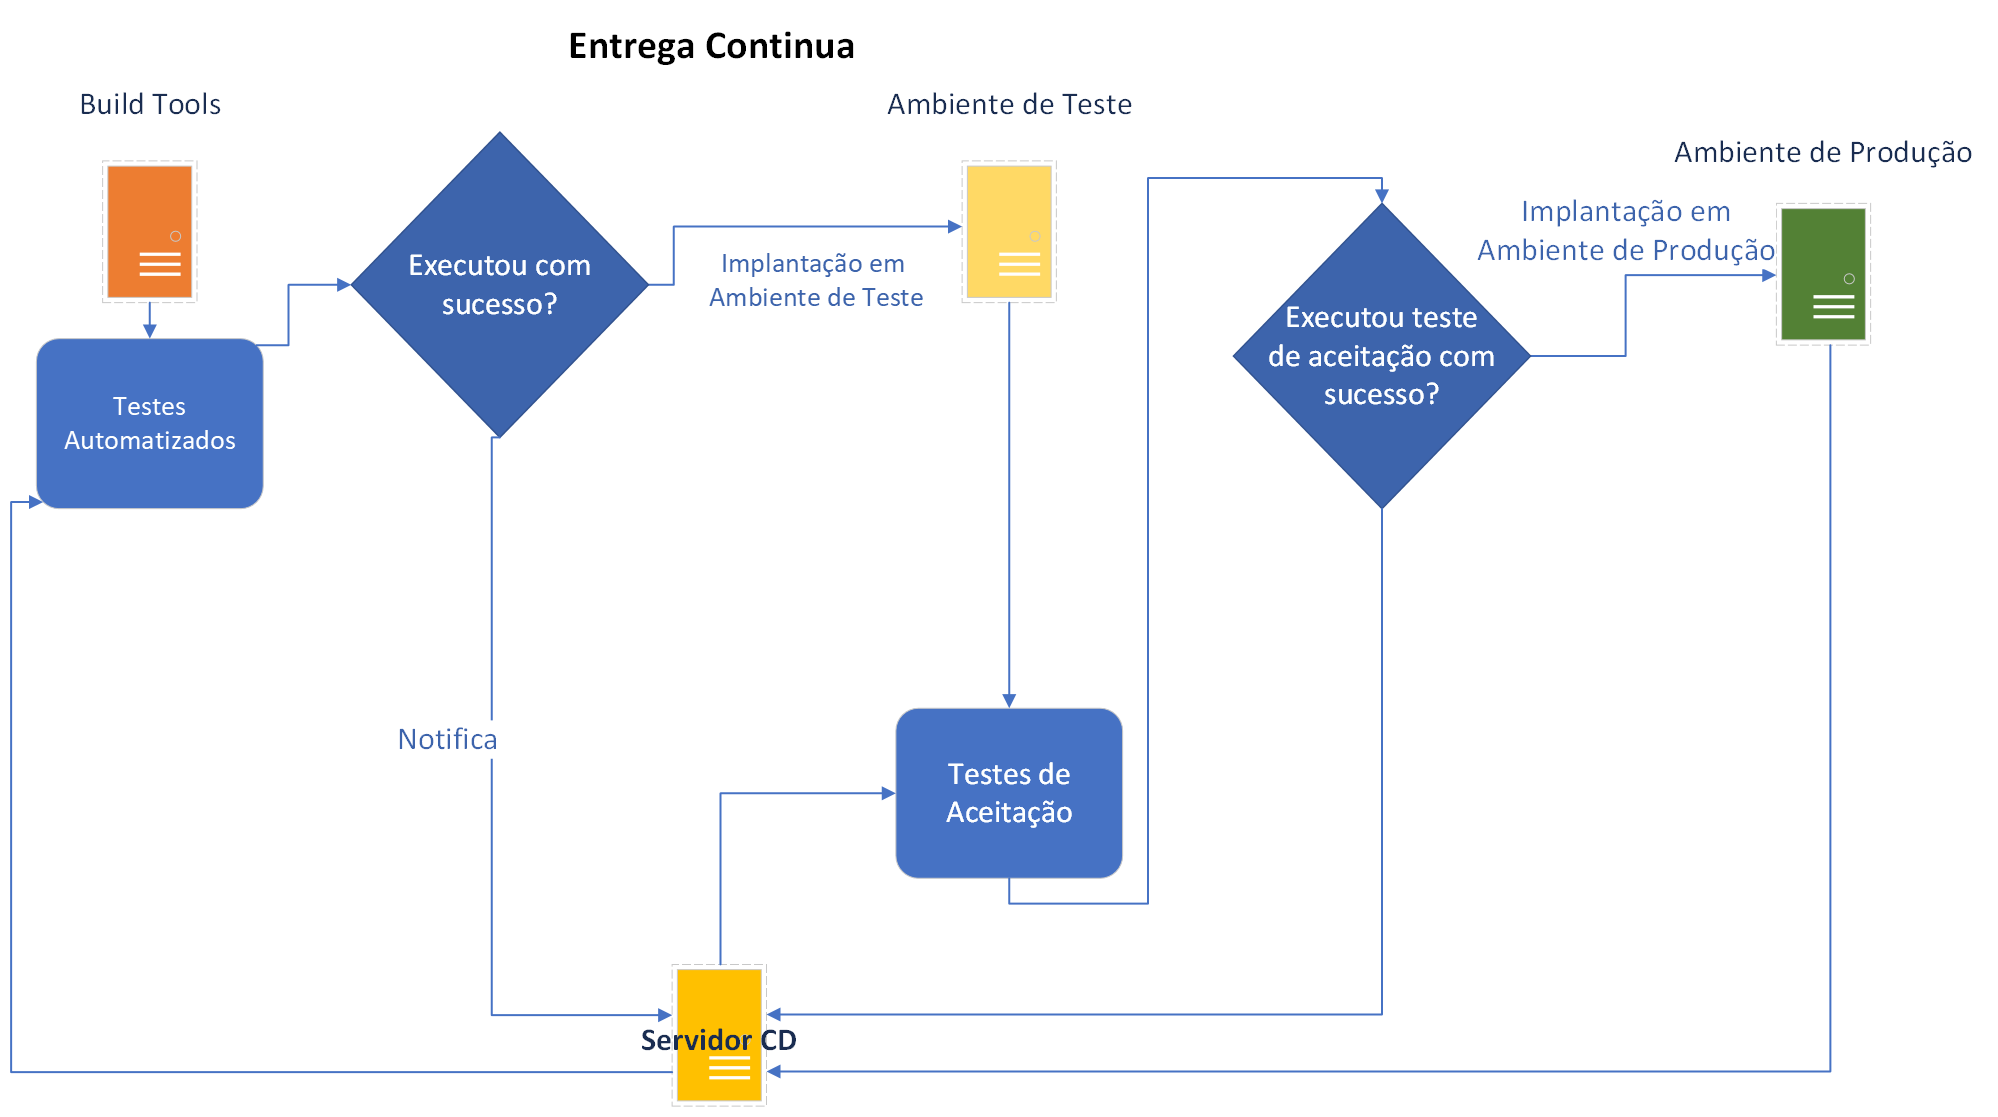 Entrega Continua
Build Tools
Ambiente de Teste
Ambiente de Produção
Executou com
sucesso?
Implantação em
Ambiente de Teste
Implantação em
Ambiente de Produção
Executou teste
de aceitação com
sucesso?
Testes
Automatizados
Notifica
Testes de
Aceitação
Servidor CD